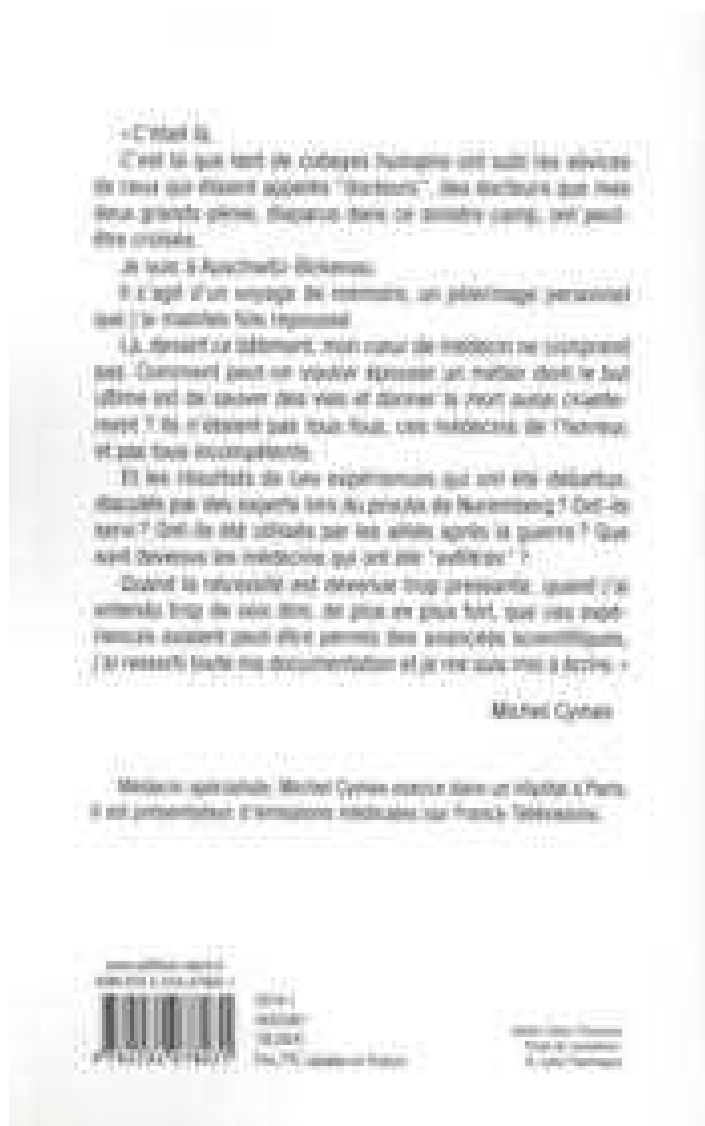 « C'était là.
C'est là que tant de cobayes humains ont subi les sévices
de ceux qui étaient appelés "docteurs", des docteurs que mes
deux grands-pères, disparus dans ce sinistre camp, ont peut-
être croisés.
Je suis à Auschwitz-Birkenau.
Il s'agit d'un voyage de mémoire, un pèlerinage personnel
que j'ai maintes fois repoussé.
Là, devant ce bâtiment, mon cœur de médecin ne comprend
pas. Comment peut-on vouloir épouser un métier dont le but
ultime est de sauver des vies et donner la mort aussi cruelle-
ment ? Ils n'étaient pas tous fous, ces médecins de l'horreur,
et pas tous incompétents.
Et les résultats de ces expériences qui ont été débattus,
discutés par des experts lors du procès de Nuremberg ? Ont-ils
servi ? Ont-ils été utilisés par les alliés après la guerre ? Que
sont devenus les médecins qui ont été "exfiltrés" ?
Quand la nécessité est devenue trop pressante, quand j'ai
entendu trop de voix dire, de plus en plus fort, que ces expé-
riences avaient peut-être permis des avancées scientifiques,
j'ai ressorti toute ma documentation et je me suis mis à écrire. »
Michel Cymes
Médecin spécialiste, Michel Cymes exerce dans un hôpital à Paris.
Il est présentateur d'émissions médicales sur France Télévisions.